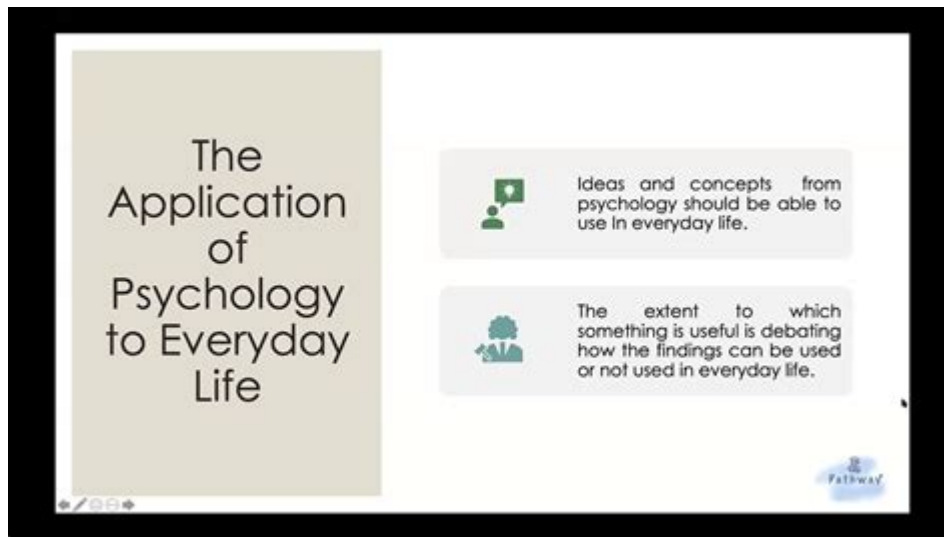 The
Application
of
Psychology
to Everyday
Life
Ideas and concepts from
psychology should be able to
use In everyday life.
The extent to which
something is useful is debating
how the findings can be used
or not used in everyday life.
Pathway